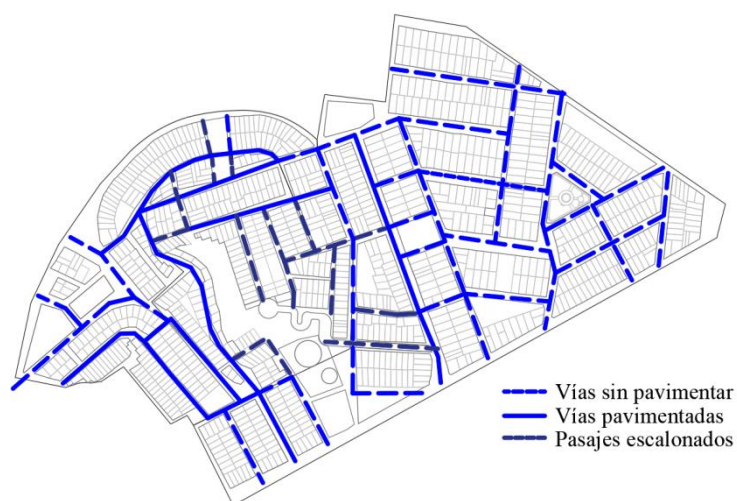 Vías sin pavimentar
Vías pavimentadas
Pasajes escalonados